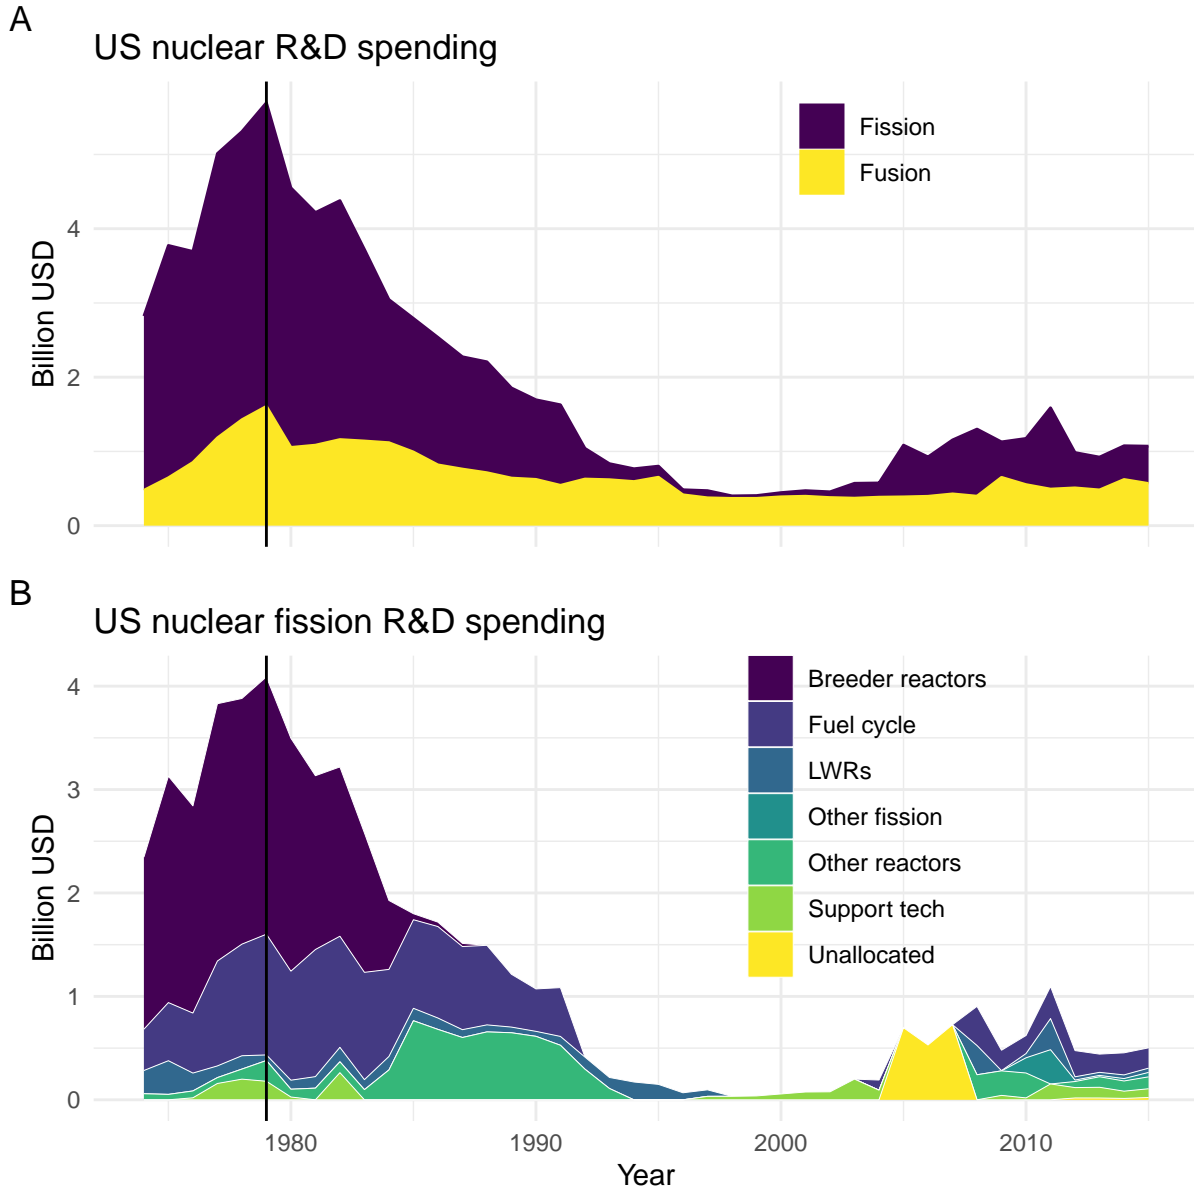 A
US nuclear R&D spending
Fission
Fusion
Billion USD
4
2
0
B
US nuclear fission R&D spending
Breeder reactors
Fuel cycle
LWRs
Other fission
Other reactors
Support tech
Unallocated
Billion USD
4
3
2
1
0
1980
1990
2000
2010
Year